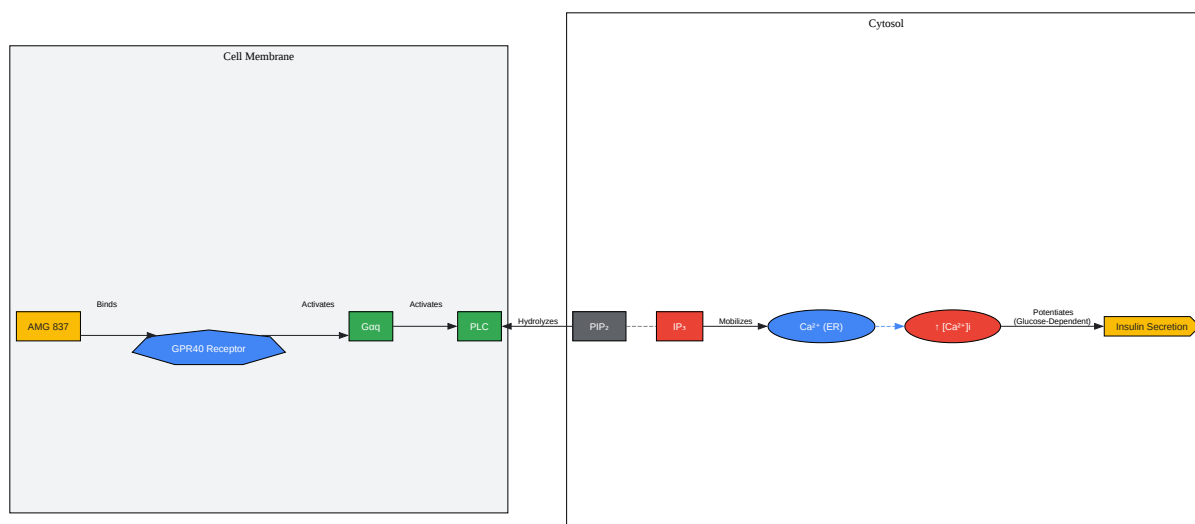 Cytosol
Cell Membrane
Binds
Activates
Activates
AMG 837
GPR40 Receptor
Gαq
PLC
Hydrolyzes
PIP₂
IP₃
Mobilizes
Ca²⁺ (ER)
↑ [Ca²⁺]i
Potentiates
(Glucose-Dependent)
Insulin Secretion